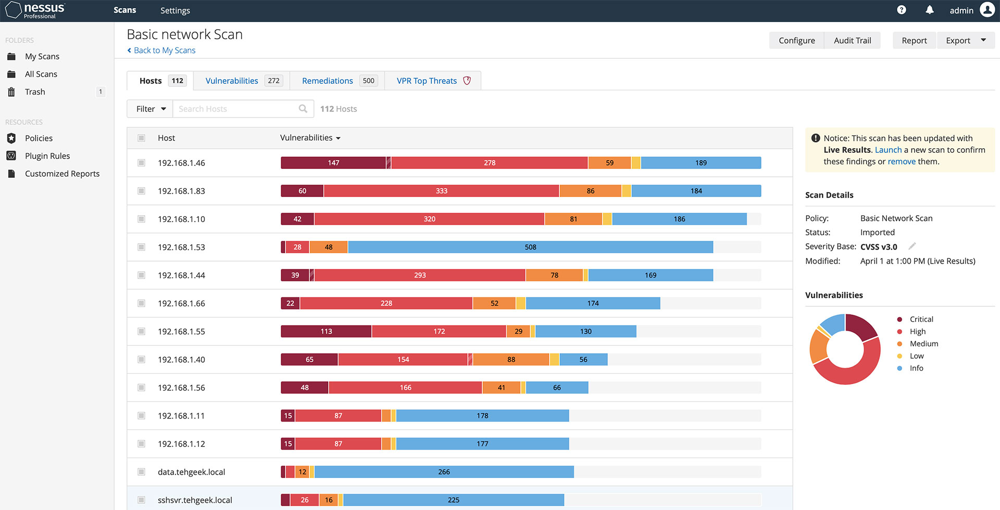 nessus
Professional
Scans
Settings
?
admin
FOLDERS
My Scans
All Scans
Trash
1
RESOURCES
Policies
Plugin Rules
Customized Reports
Basic network Scan
Back to My Scans
Configure
Audit Trail
Report
Export
Hosts 112
Vulnerabilities 272
Remediations 500
VPR Top Threats
Filter
Search Hosts
112 Hosts
Host Vulnerabilities
192.168.1.46 147 278 59 189
192.168.1.83 60 333 86 184
192.168.1.10 42 320 81 186
192.168.1.53 28 48 508
192.168.1.44 39 293 78 169
192.168.1.66 22 228 52 174
192.168.1.55 113 172 29 130
192.168.1.40 65 154 88 56
192.168.1.56 48 166 41 66
192.168.1.11 15 87 178
192.168.1.12 15 87 177
data.tehgeek.local 12 266
sshsvr.tehgeek.local 26 16 225
Notice: This scan has been updated with
Live Results. Launch a new scan to confirm
these findings or remove them.
Scan Details
Policy: Basic Network Scan
Status: Imported
Severity Base: CVSS v3.0
Modified: April 1 at 1:00 PM (Live Results)
Vulnerabilities
Critical
High
Medium
Low
Info